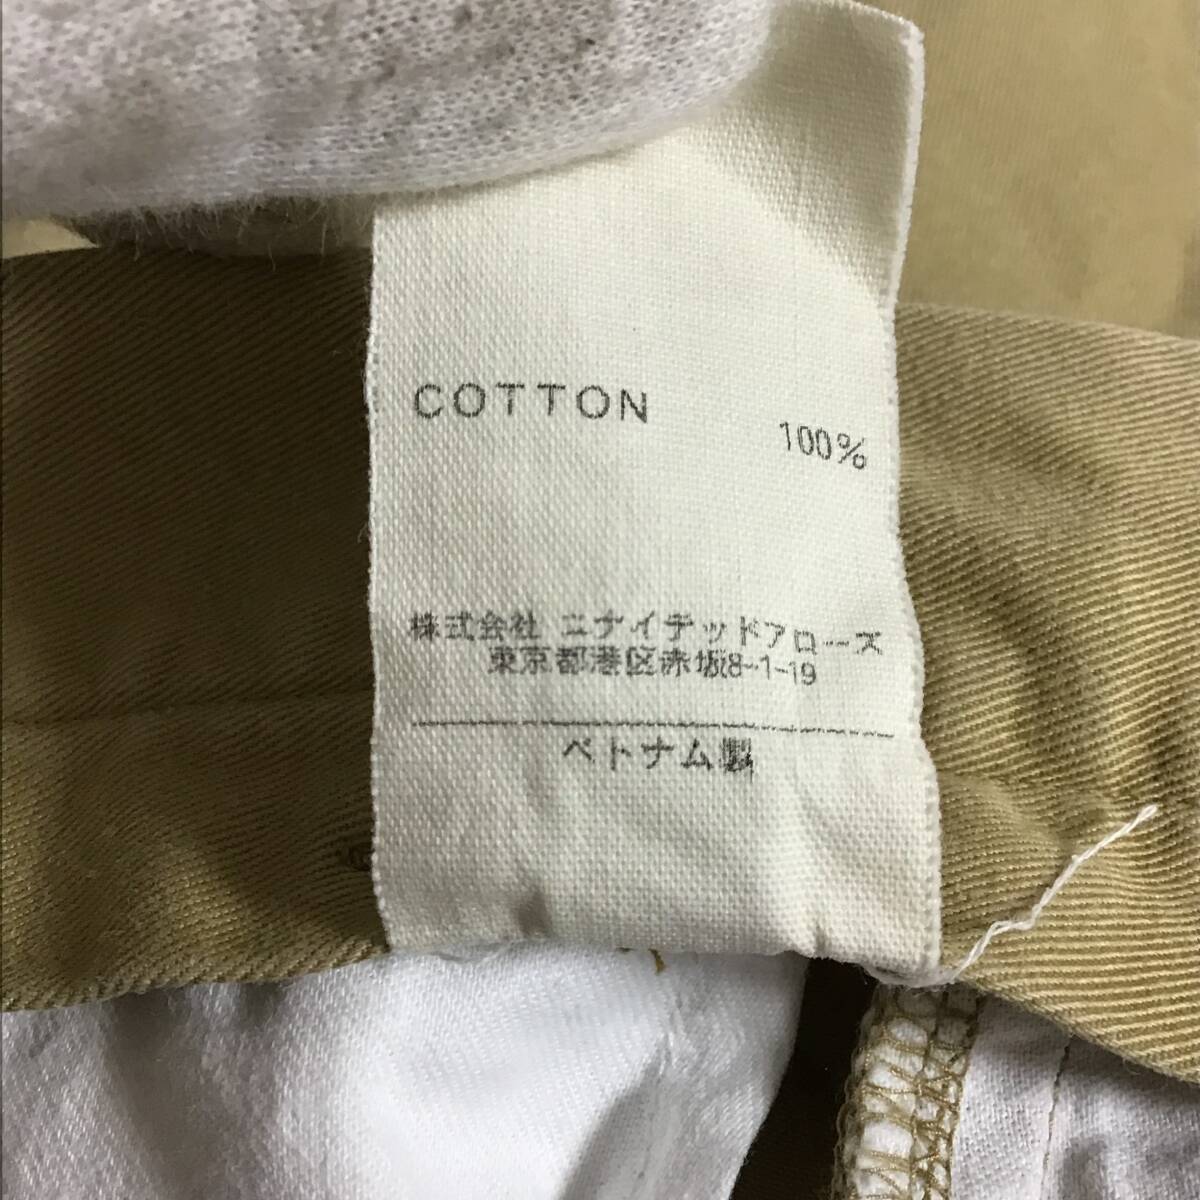 COTTON
100%
株式会社 ユナイテッドアローズ
東京都港区赤坂8-1-19
ベトナム製